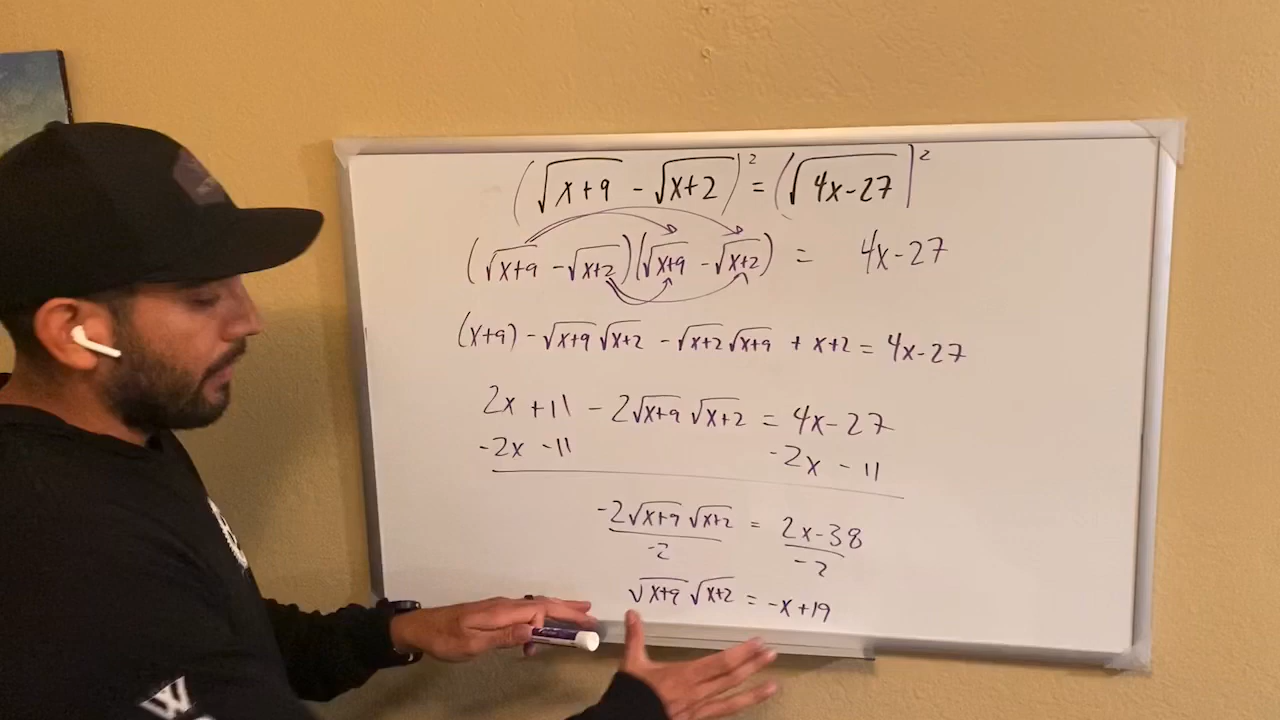 (√x+9 - √x+2)² = (√4x-27)²
(√x+9 - √x+2)(√x+9 - √x+2) = 4x-27
(x+9) - √x+9 √x+2 - √x+2 √x+9 + x+2 = 4x-27
2x + 11 - 2√x+9 √x+2 = 4x-27
-2x -11 -2x - 11
-2√x+9 √x+2 = 2x-38
-2 -2
√x+9 √x+2 = -x+19
W